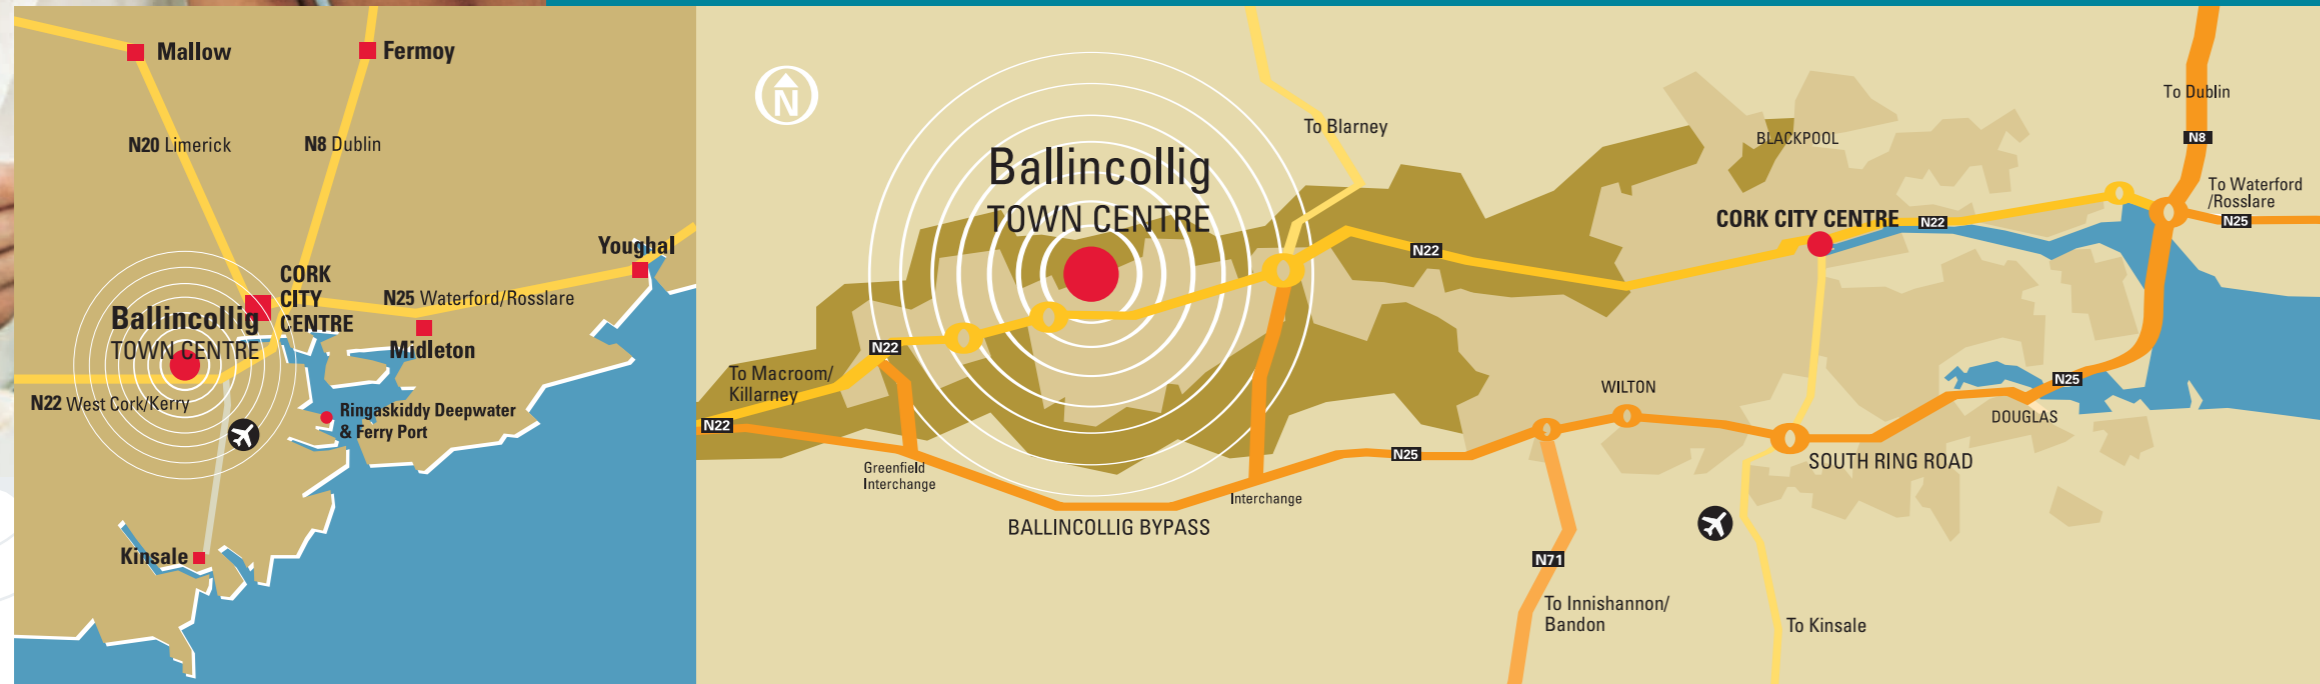 Mallow
Fermoy
N20 Limerick
N8 Dublin
Youghal
CORK
CITY
CENTRE
N25 Waterford/Rosslare
Ballincollig
TOWN CENTRE
Midleton
N22 West Cork/Kerry
Ringaskiddy Deepwater
& Ferry Port
Kinsale
N
To Blarney
Ballincollig
TOWN CENTRE
N22
N22
To Macroom/
Killarney
N22
Greenfield
Interchange
BALLINCOLLIG BYPASS
Interchange
N25
WILTON
N71
To Innishannon/
Bandon
BLACKPOOL
CORK CITY CENTRE
N22
To Dublin
N8
To Waterford
/Rosslare
N25
N25
DOUGLAS
SOUTH RING ROAD
To Kinsale